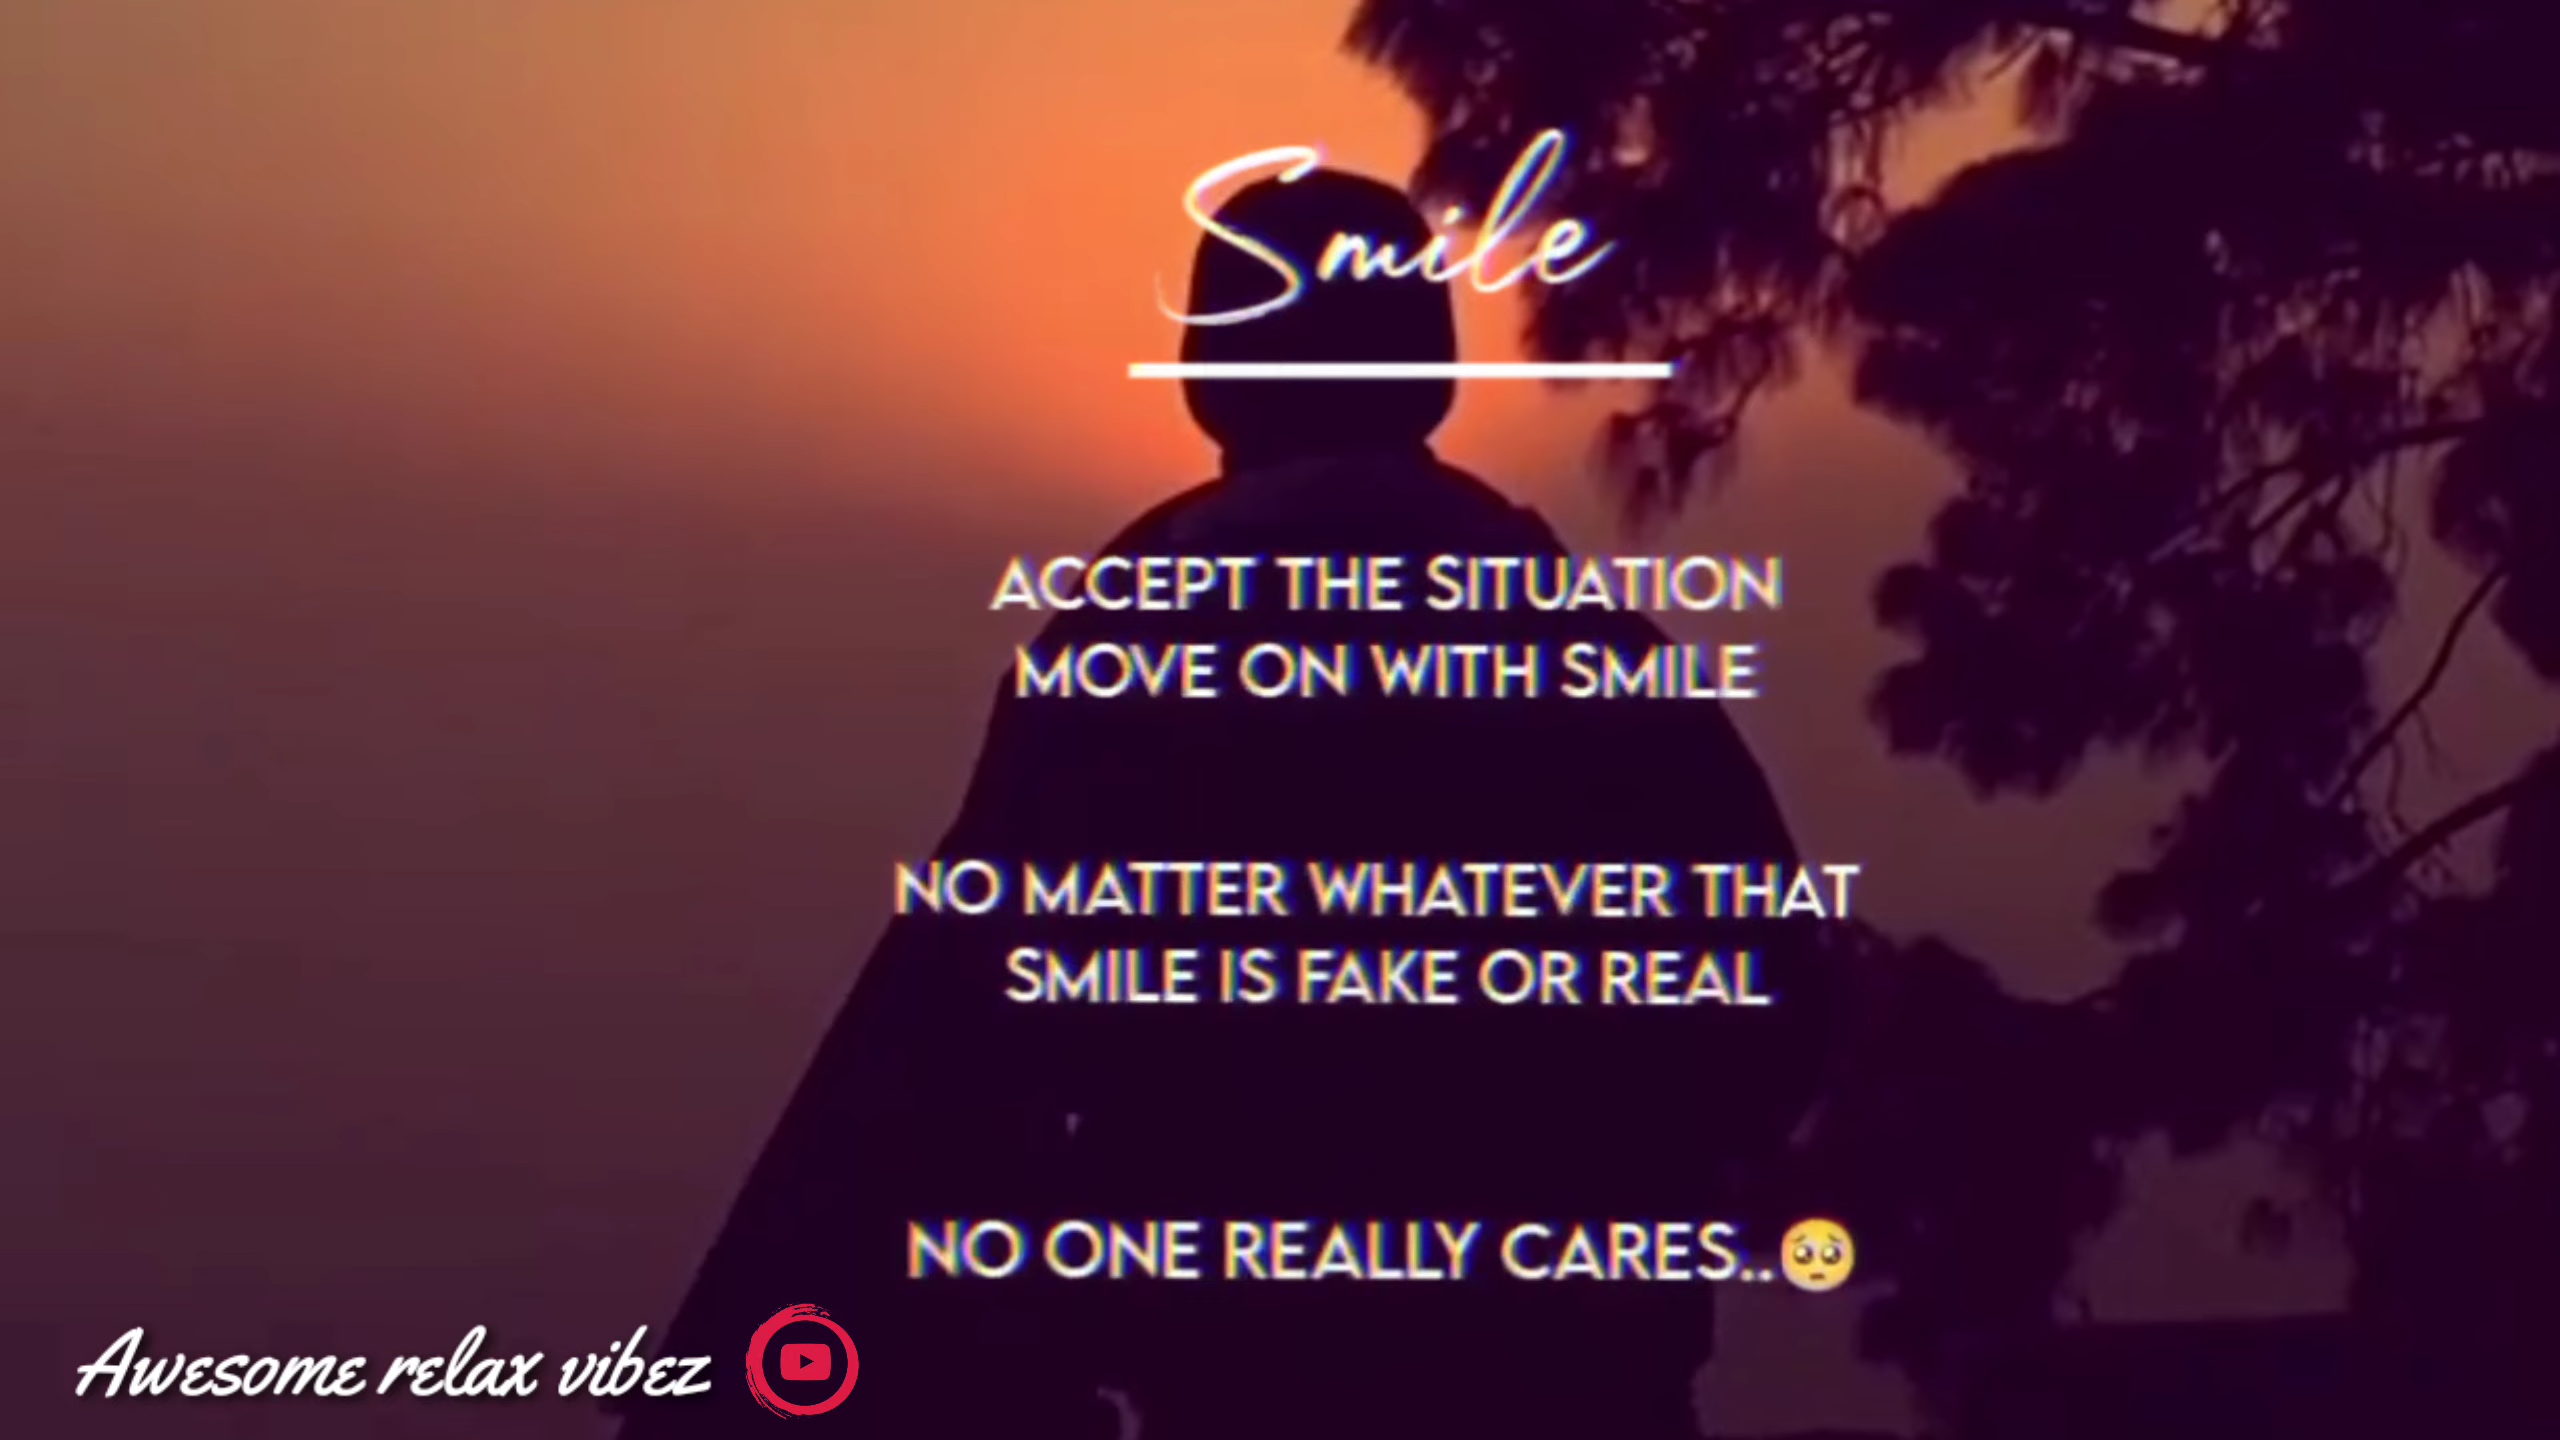 Smile
ACCEPT THE SITUATION
MOVE ON WITH SMILE
NO MATTER WHATEVER THAT
SMILE IS FAKE OR REAL
NO ONE REALLY CARES..🥺
Awesome relax vibez